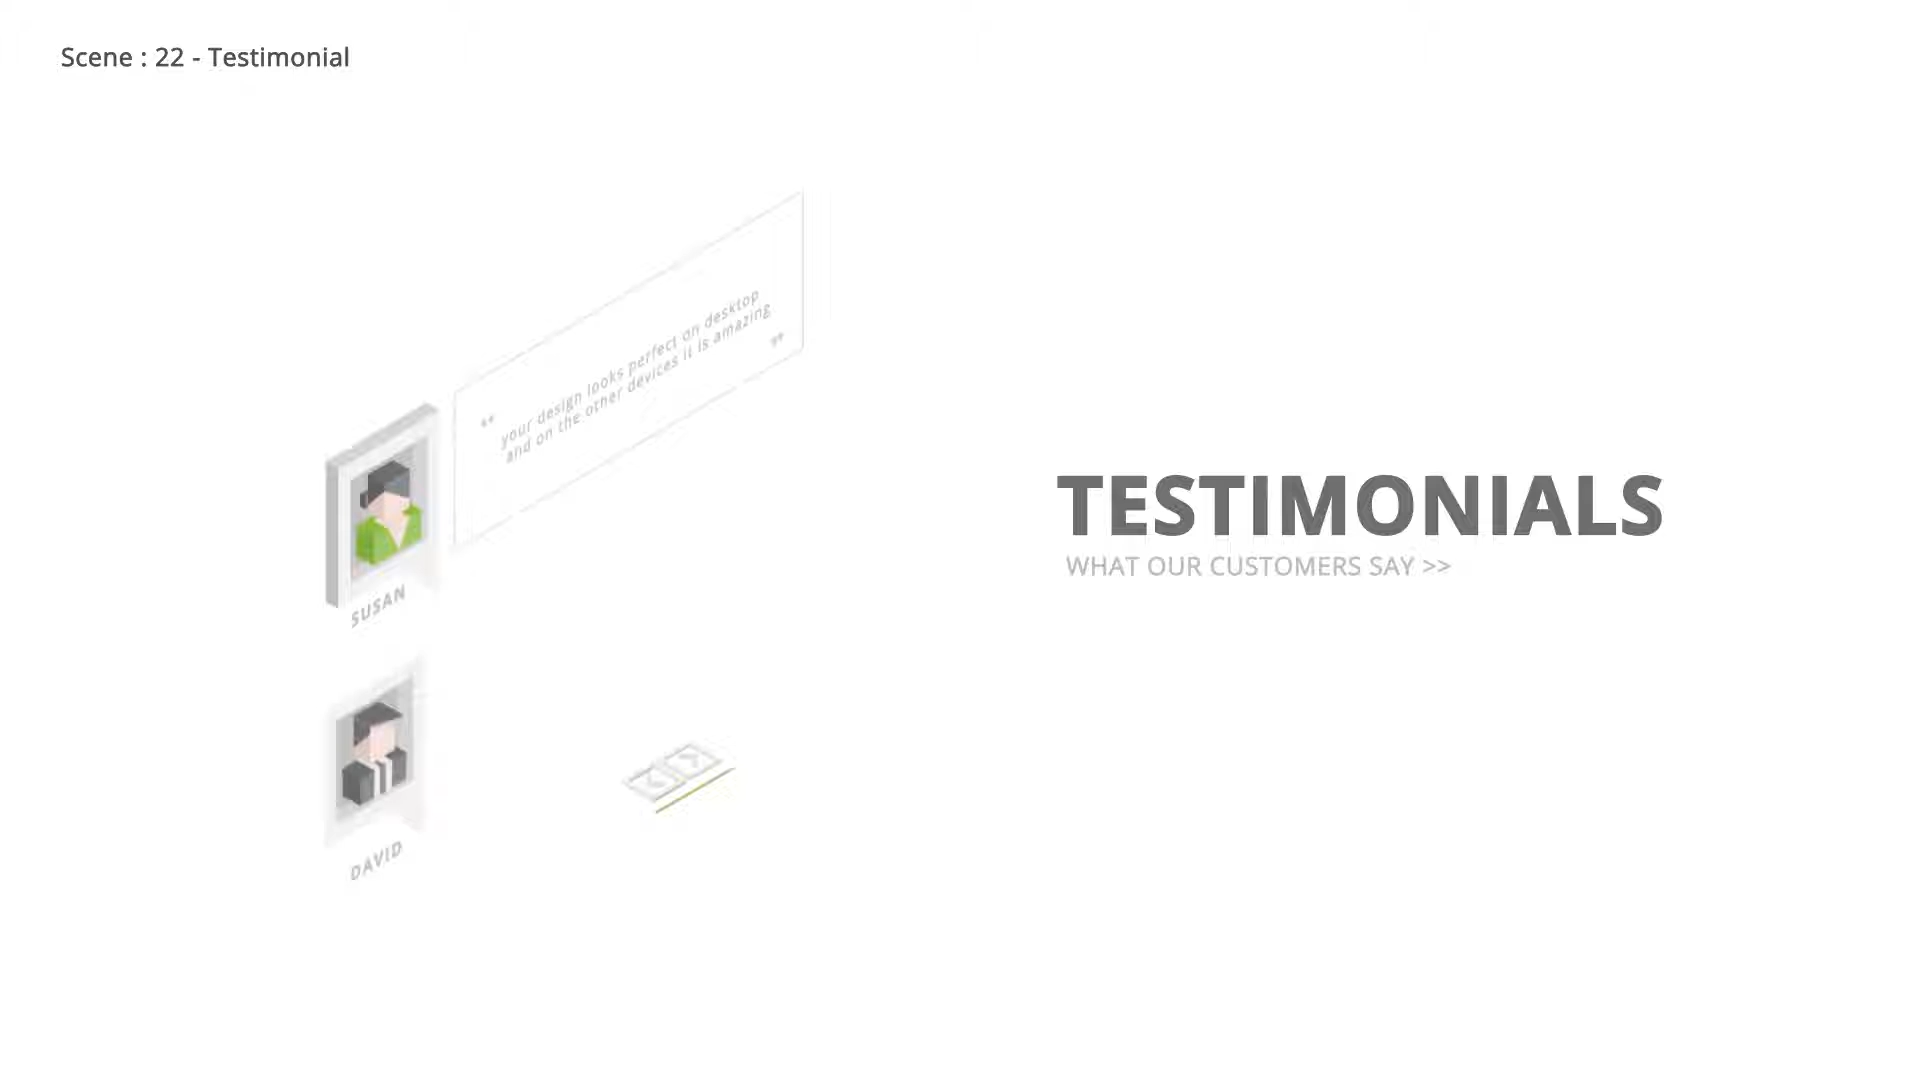 Scene : 22 - Testimonial
“
your design looks perfect on desktop
and on the other devices it is amazing
”
SUSAN
DAVID
TESTIMONIALS
WHAT OUR CUSTOMERS SAY >>